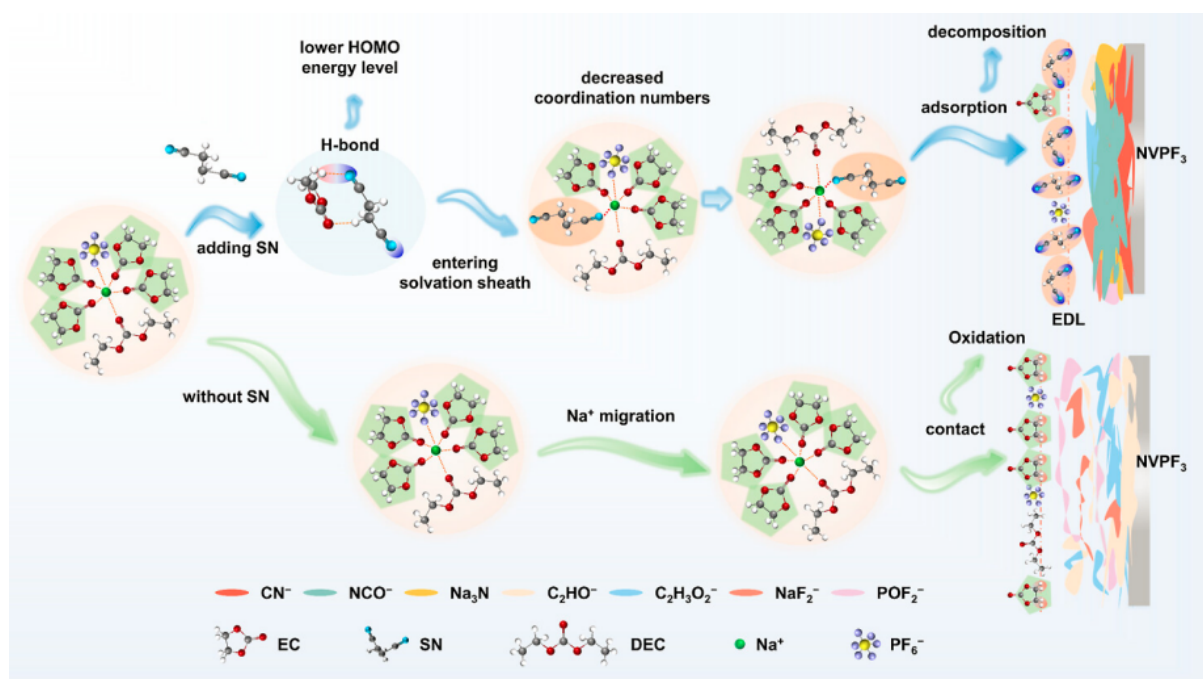 lower HOMO
energy level
H-bond
adding SN
entering
solvation sheath
decreased
coordination numbers
decomposition
adsorption
NVPF₃
EDL
without SN
Na⁺ migration
Oxidation
contact
NVPF₃
CN⁻
NCO⁻
Na₃N
C₂HO⁻
C₂H₃O₂⁻
NaF₂⁻
POF₂⁻
EC
SN
DEC
Na⁺
PF₆⁻